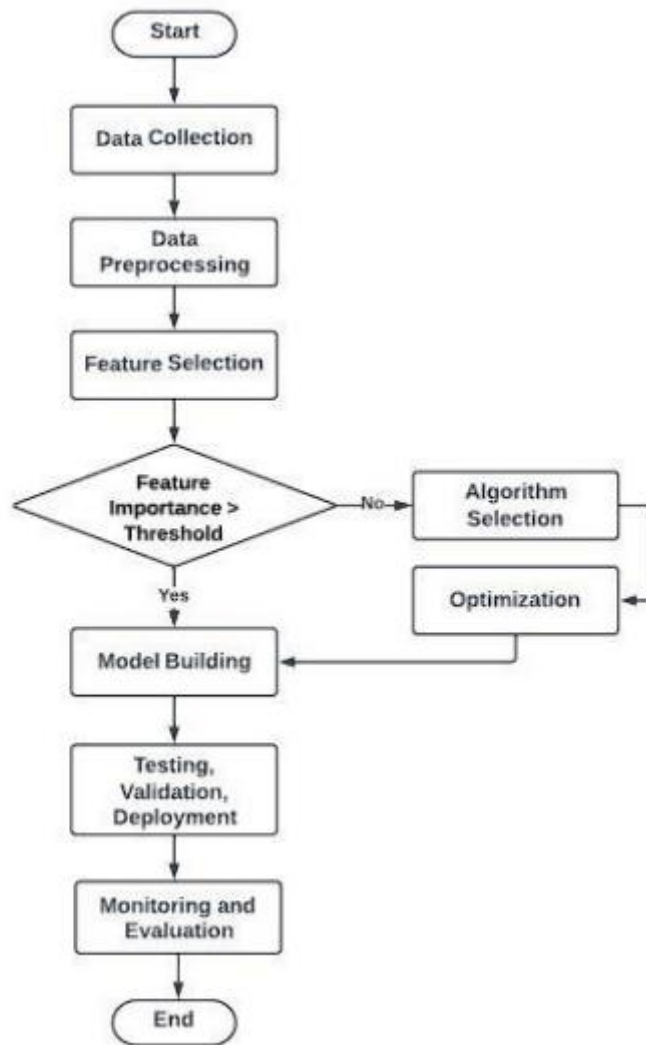 Start
Data Collection
Data
Preprocessing
Feature Selection
Feature
Importance >
Threshold
No
Algorithm
Selection
Optimization
Yes
Model Building
Testing,
Validation,
Deployment
Monitoring and
Evaluation
End